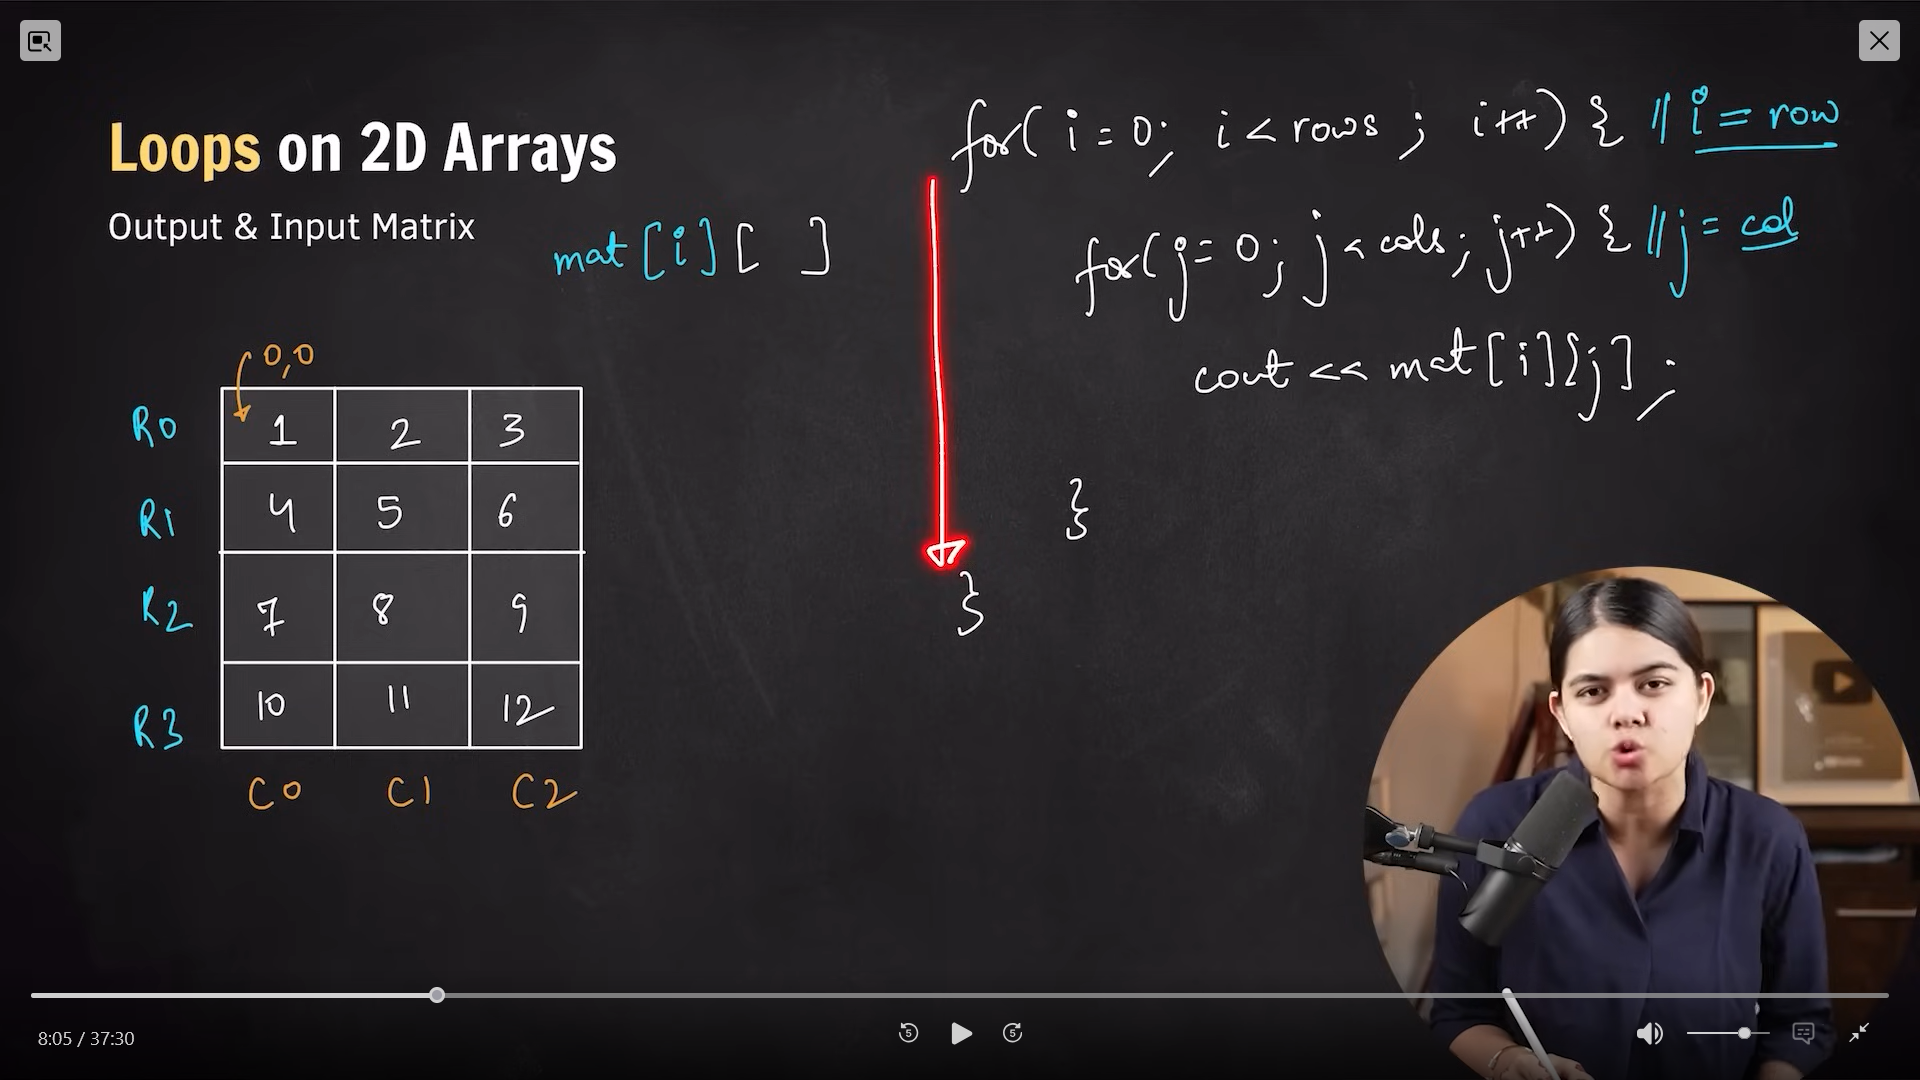 Loops on 2D Arrays
Output & Input Matrix
mat[i][ ]
for( i = 0; i < rows ; i++) { // i = row
for( j = 0; j < cols ; j++) { // j = col
cout << mat[i][j] ;
}
}
0,0
R0 1 2 3
R1 4 5 6
R2 7 8 9
R3 10 11 12
C0 C1 C2
8:05 / 37:30
5 5